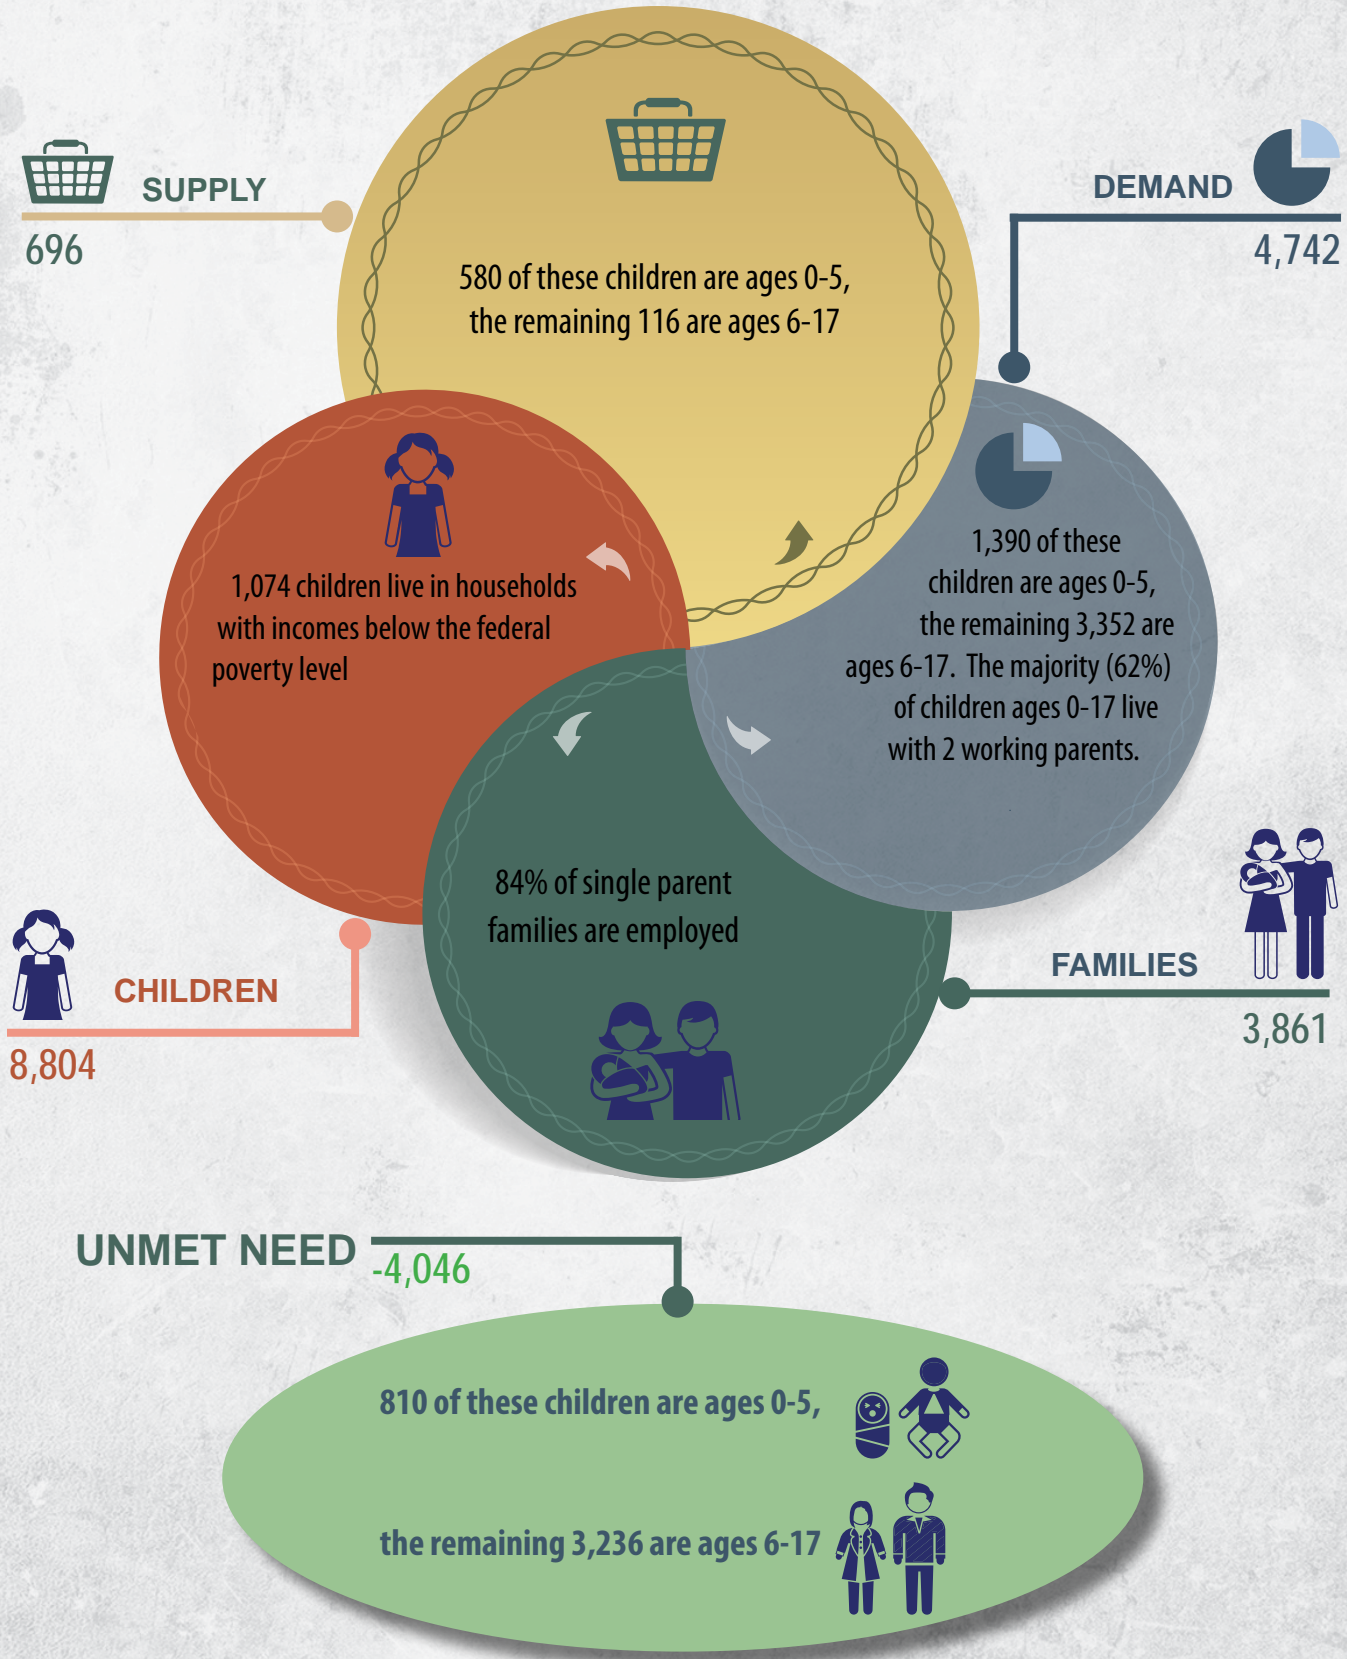 SUPPLY
696
DEMAND
4,742
580 of these children are ages 0-5,
the remaining 116 are ages 6-17
1,074 children live in households
with incomes below the federal
poverty level
1,390 of these
children are ages 0-5,
the remaining 3,352 are
ages 6-17. The majority (62%)
of children ages 0-17 live
with 2 working parents.
84% of single parent
families are employed
CHILDREN
8,804
FAMILIES
3,861
UNMET NEED
-4,046
810 of these children are ages 0-5,
the remaining 3,236 are ages 6-17